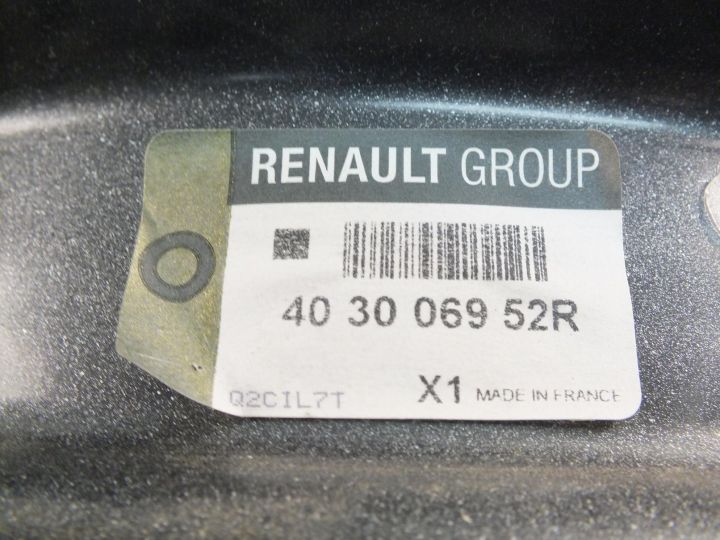 RENAULT GROUP
40 30 069 52R
Q2CIL7T X1 MADE IN FRANCE